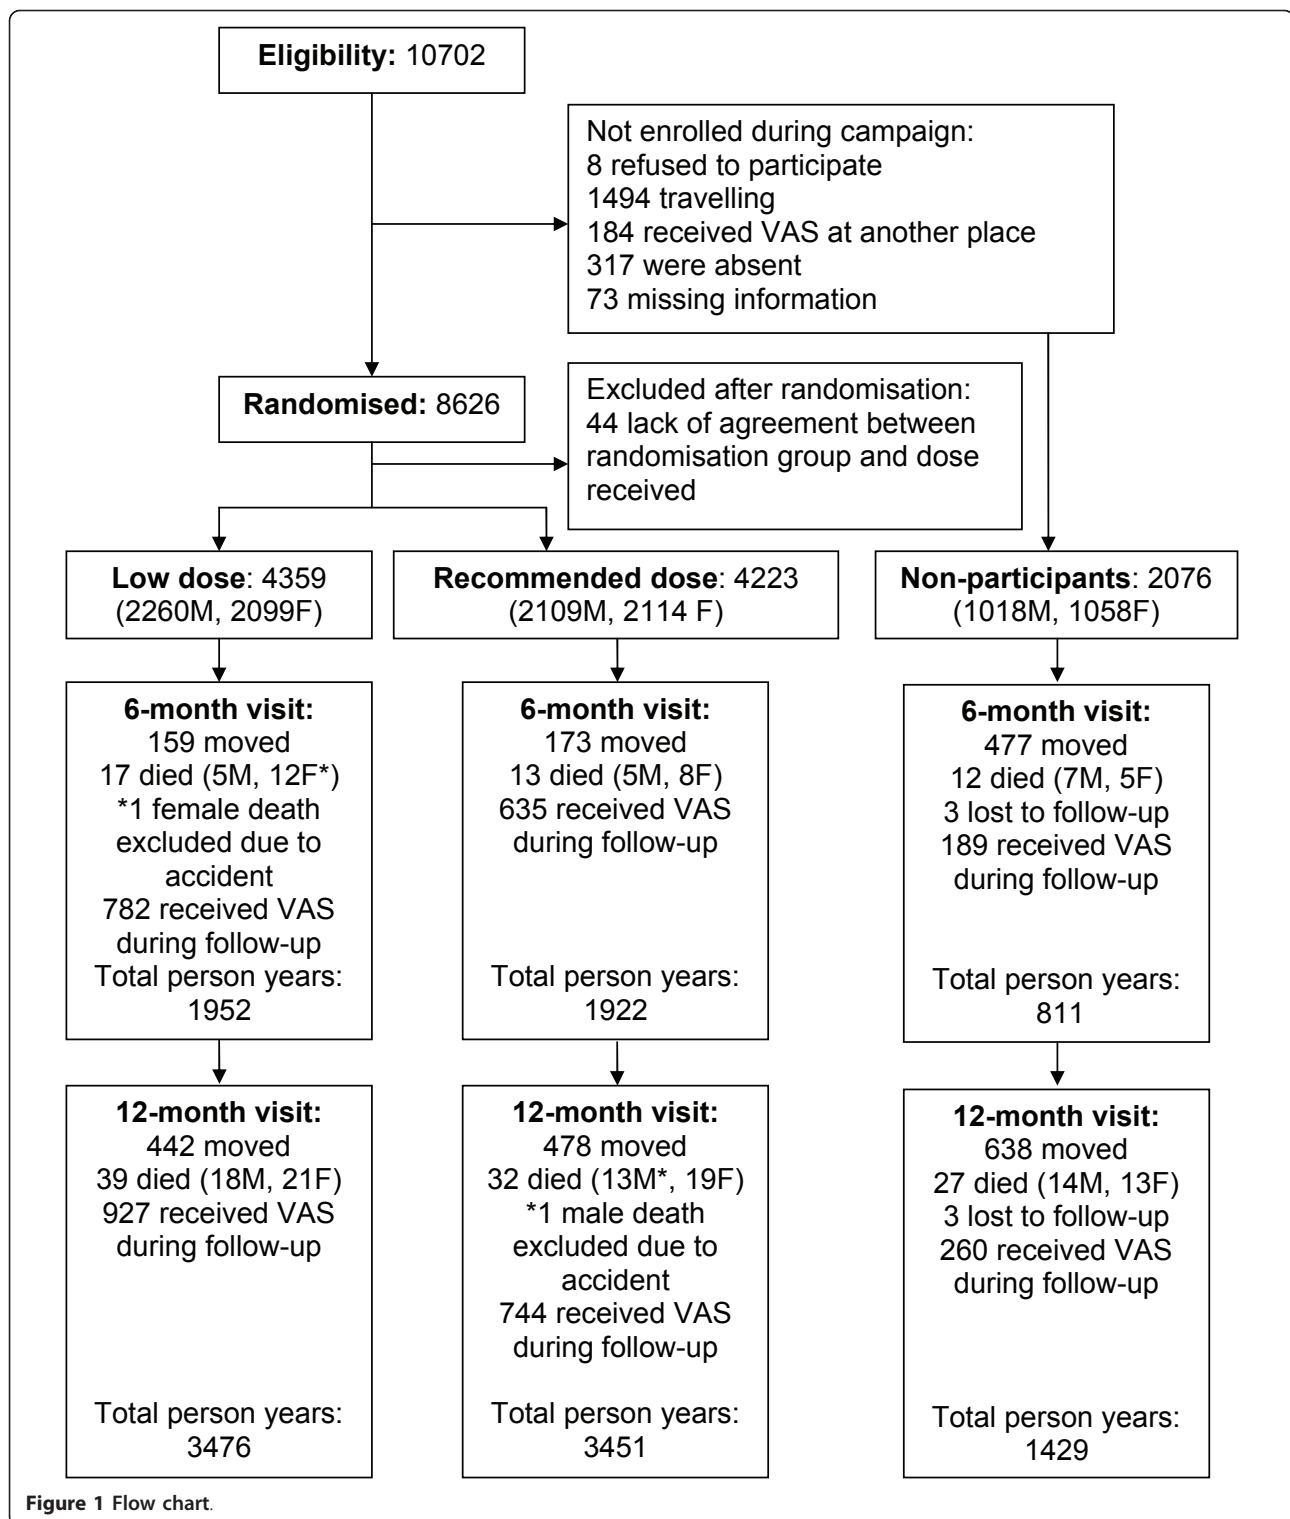 Eligibility: 10702
Not enrolled during campaign:
8 refused to participate
1494 travelling
184 received VAS at another place
317 were absent
73 missing information
Randomised: 8626
Excluded after randomisation:
44 lack of agreement between
randomisation group and dose
received
Low dose: 4359
(2260M, 2099F)
Recommended dose: 4223
(2109M, 2114 F)
Non-participants: 2076
(1018M, 1058F)
6-month visit:
159 moved
17 died (5M, 12F*)
*1 female death
excluded due to
accident
782 received VAS
during follow-up
Total person years:
1952
6-month visit:
173 moved
13 died (5M, 8F)
635 received VAS
during follow-up
Total person years:
1922
6-month visit:
477 moved
12 died (7M, 5F)
3 lost to follow-up
189 received VAS
during follow-up
Total person years:
811
12-month visit:
442 moved
39 died (18M, 21F)
927 received VAS
during follow-up
Total person years:
3476
12-month visit:
478 moved
32 died (13M*, 19F)
*1 male death
excluded due to
accident
744 received VAS
during follow-up
Total person years:
3451
12-month visit:
638 moved
27 died (14M, 13F)
3 lost to follow-up
260 received VAS
during follow-up
Total person years:
1429
Figure 1 Flow chart.